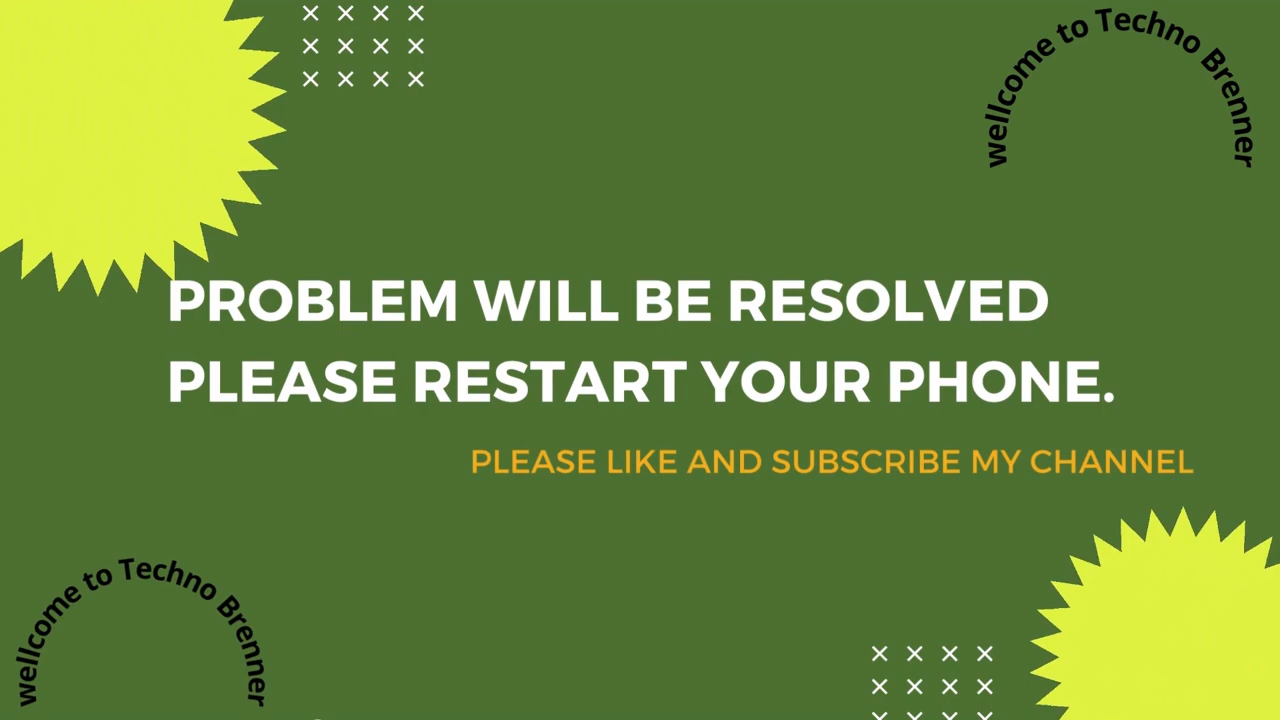 wellcome to Techno Brenner
PROBLEM WILL BE RESOLVED
PLEASE RESTART YOUR PHONE.
PLEASE LIKE AND SUBSCRIBE MY CHANNEL
wellcome to Techno Brenner